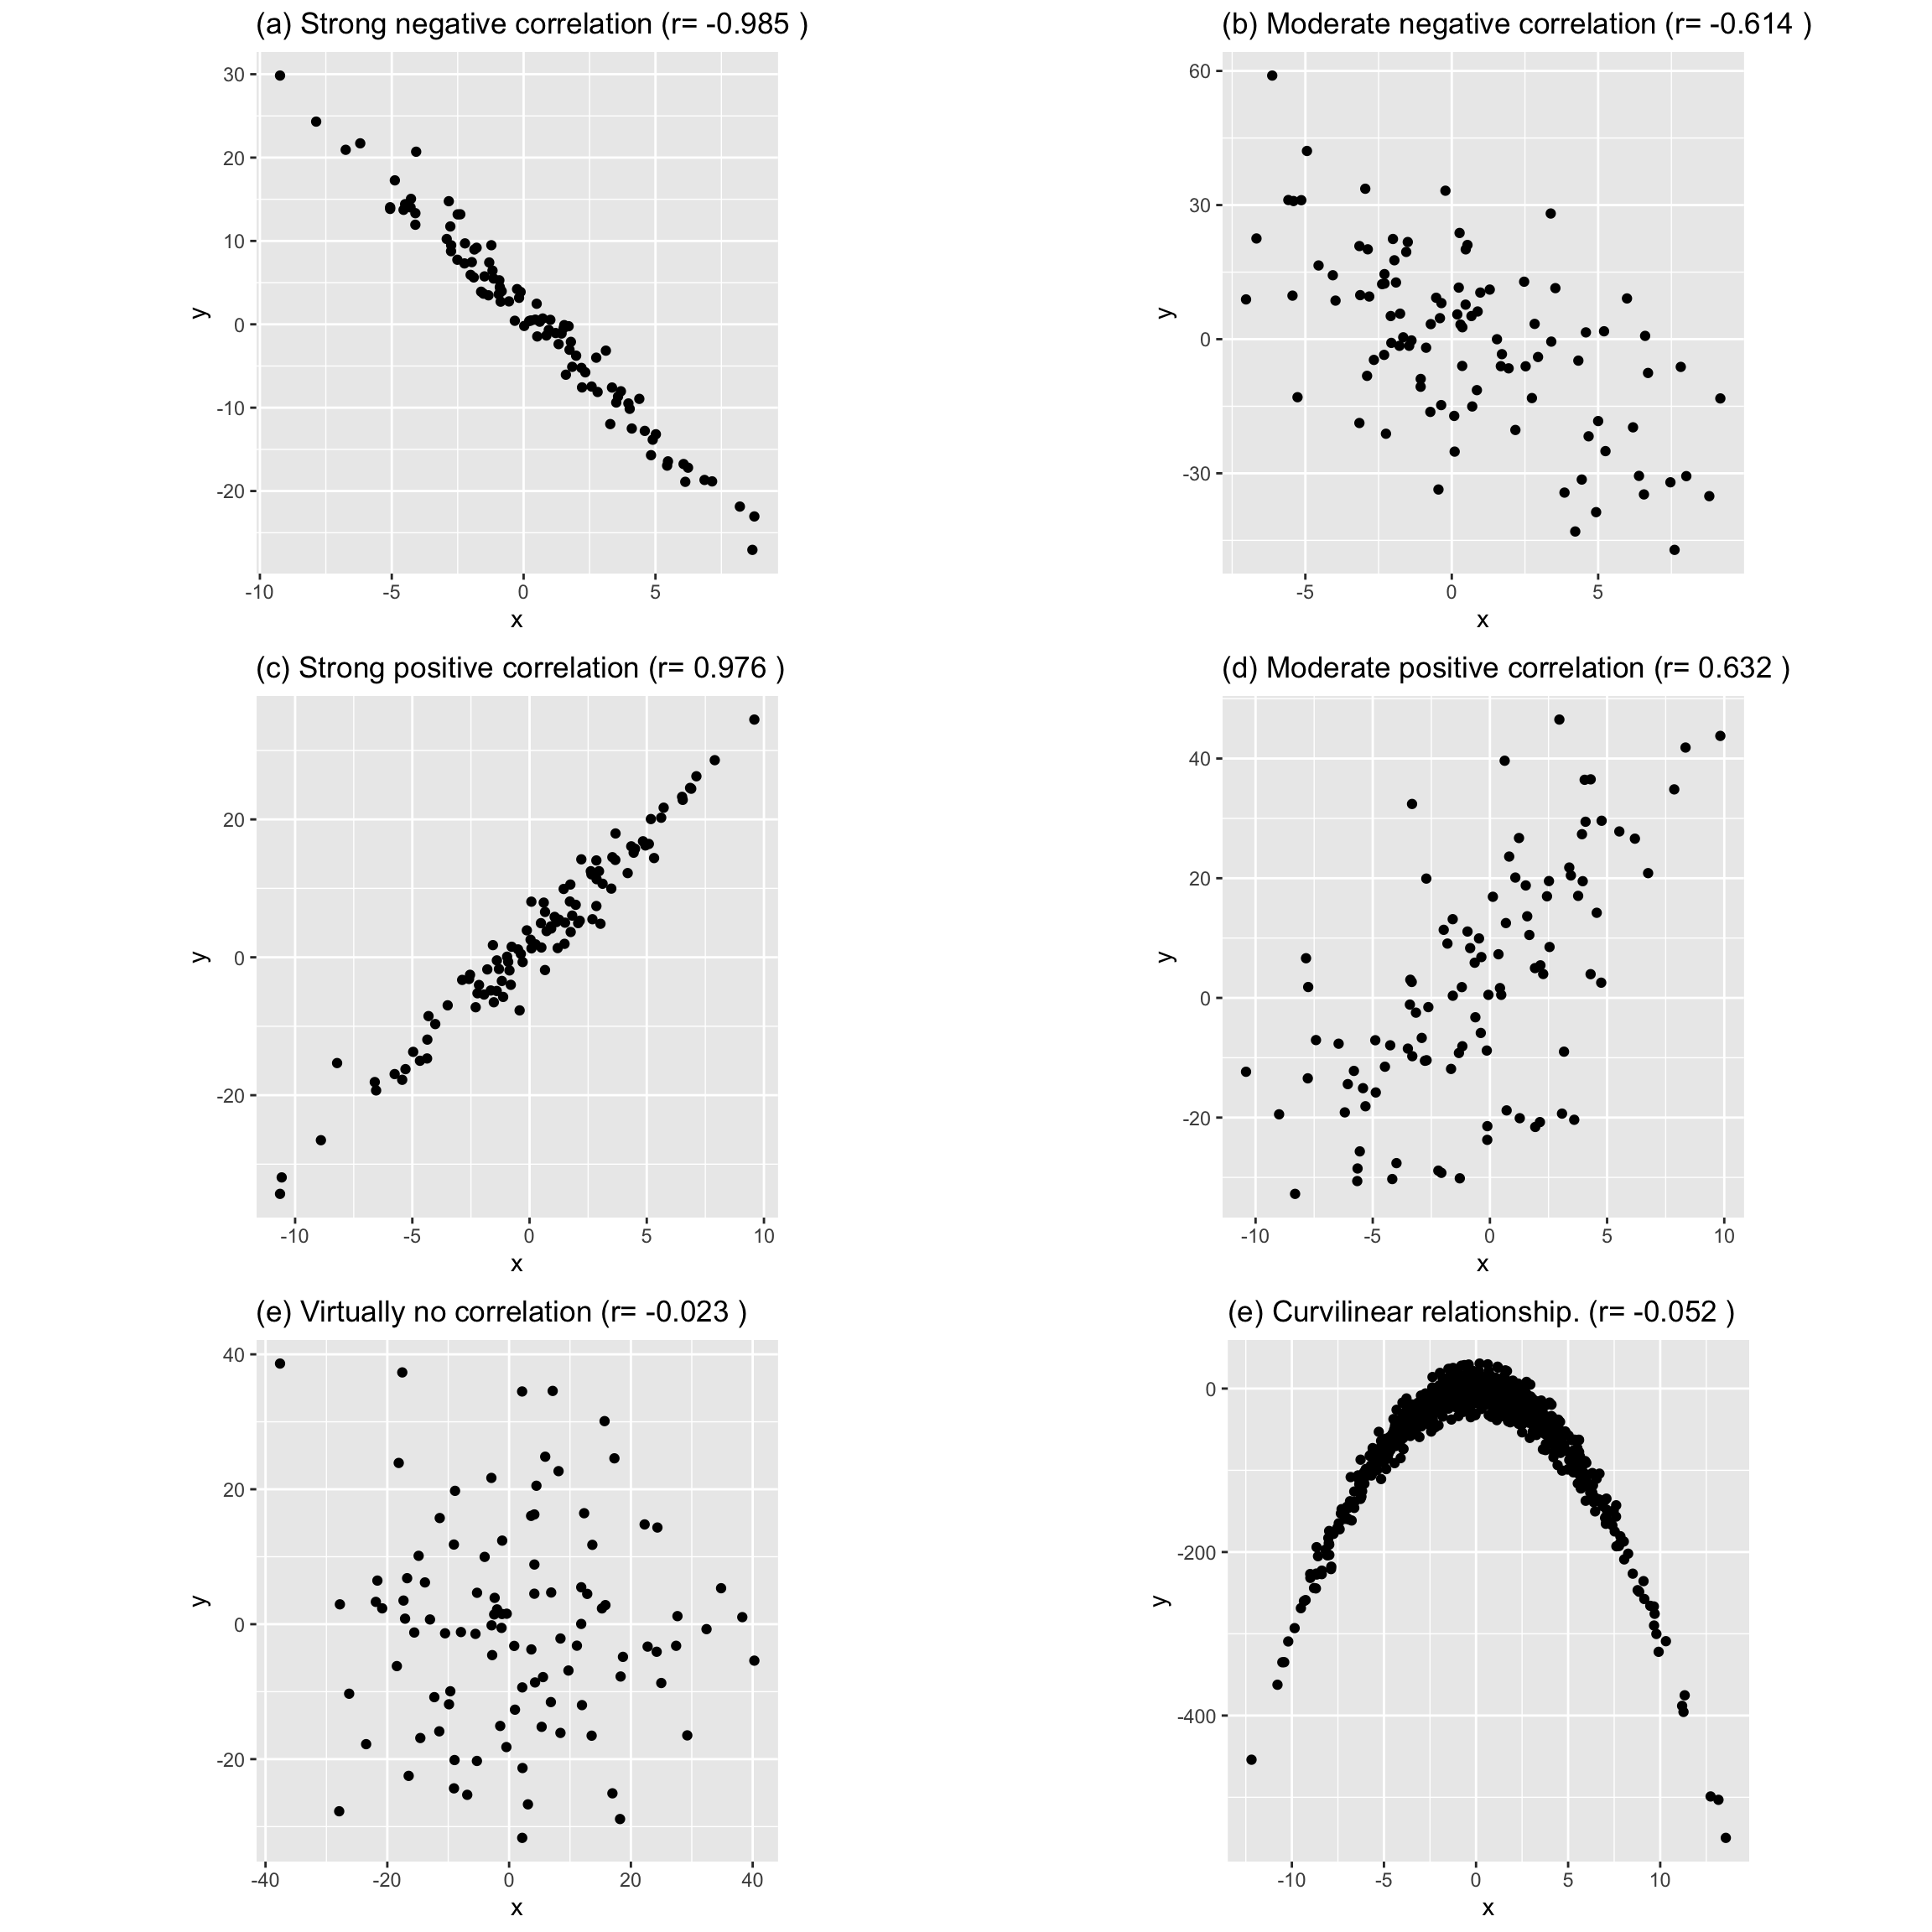 (a) Strong negative correlation (r= -0.985 )
30
20
10
0
-10
-20
y
-10 -5 0 5
x
(b) Moderate negative correlation (r= -0.614 )
60
30
0
-30
y
-5 0 5
x
(c) Strong positive correlation (r= 0.976 )
20
0
-20
y
-10 -5 0 5 10
x
(d) Moderate positive correlation (r= 0.632 )
40
20
0
-20
y
-10 -5 0 5 10
x
(e) Virtually no correlation (r= -0.023 )
40
20
0
-20
y
-40 -20 0 20 40
x
(e) Curvilinear relationship. (r= -0.052 )
0
-200
-400
y
-10 -5 0 5 10
x